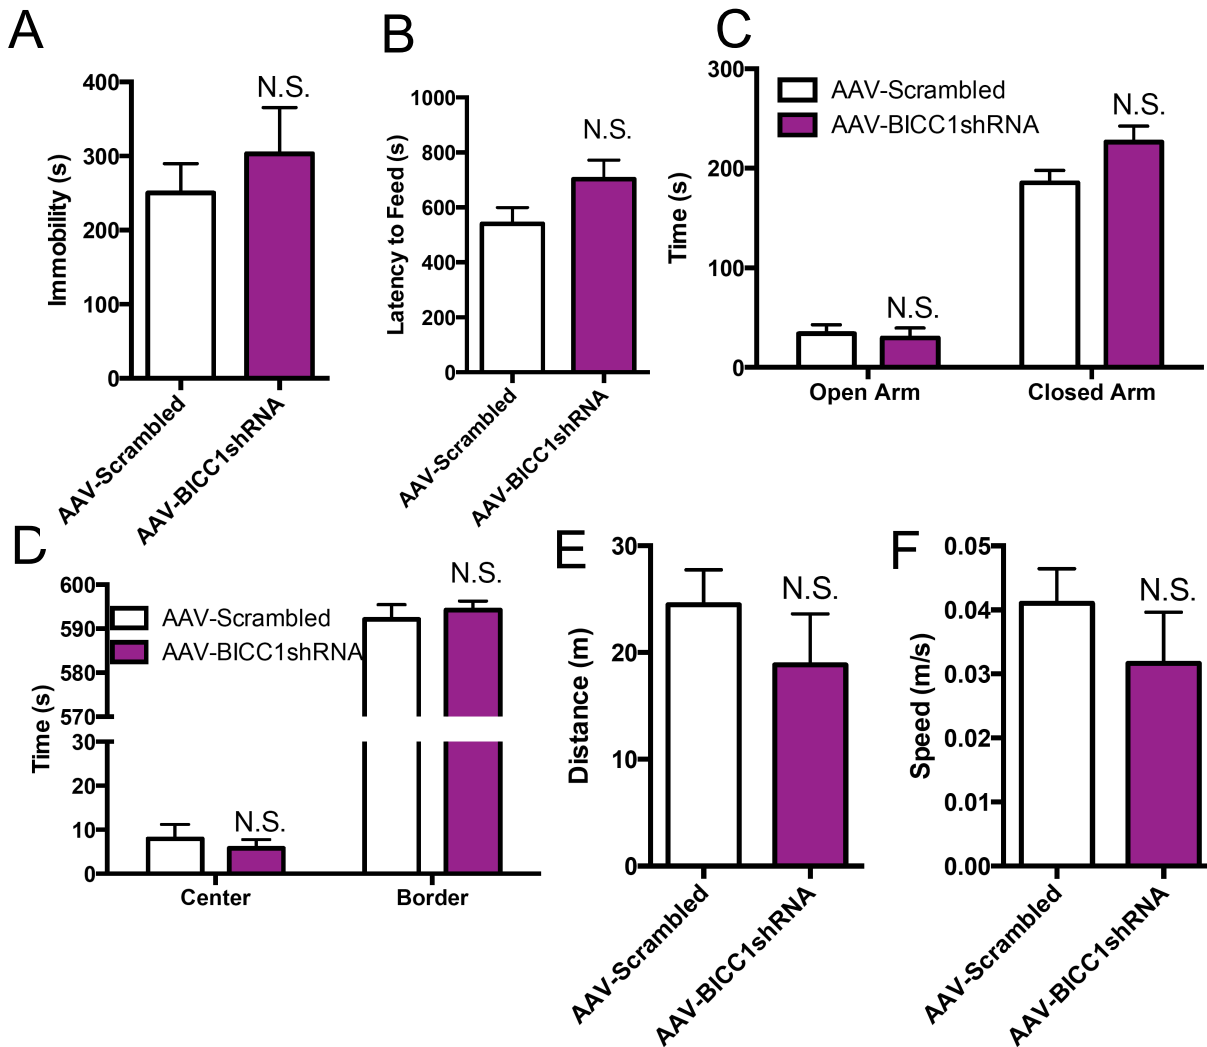 A
Immobility (s)
400
300
200
100
0
N.S.
AAV-Scrambled
AAV-BICC1shRNA
B
Latency to Feed (s)
1000
800
600
400
200
0
N.S.
AAV-Scrambled
AAV-BICC1shRNA
C
Time (s)
300
200
100
0
AAV-Scrambled
AAV-BICC1shRNA
N.S.
N.S.
Open Arm
Closed Arm
D
Time (s)
600
590
580
570
30
20
10
0
AAV-Scrambled
AAV-BICC1shRNA
N.S.
N.S.
Center
Border
E
Distance (m)
30
20
10
0
N.S.
AAV-Scrambled
AAV-BICC1shRNA
F
Speed (m/s)
0.05
0.04
0.03
0.02
0.01
0.00
N.S.
AAV-Scrambled
AAV-BICC1shRNA